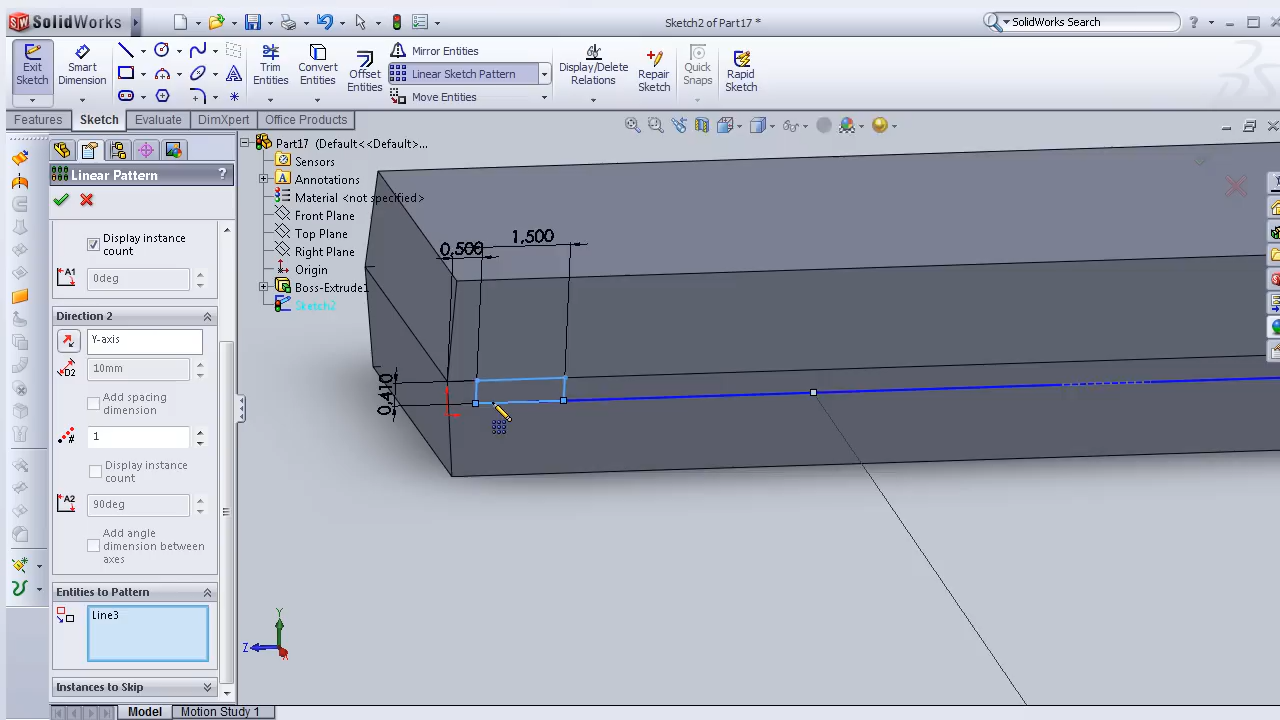 SW SolidWorks
Sketch2 of Part17 *
SolidWorks Search
?
Exit Sketch
Smart Dimension
Trim Entities
Convert Entities
Offset Entities
Mirror Entities
Linear Sketch Pattern
Move Entities
Display/Delete Relations
Repair Sketch
Quick Snaps
Rapid Sketch
Features
Sketch
Evaluate
DimXpert
Office Products
Linear Pattern
?
Display instance count
A1
0deg
Direction 2
Y-axis
D2
10mm
Add spacing dimension
1
Display instance count
A2
90deg
Add angle dimension between axes
Entities to Pattern
Line3
Instances to Skip
Part17 (Default<<Default>...
Sensors
Annotations
Material <not specified>
Front Plane
Top Plane
Right Plane
Origin
Boss-Extrude1
Sketch2
0,500
1,500
0,410
Y
Z
X
Model
Motion Study 1